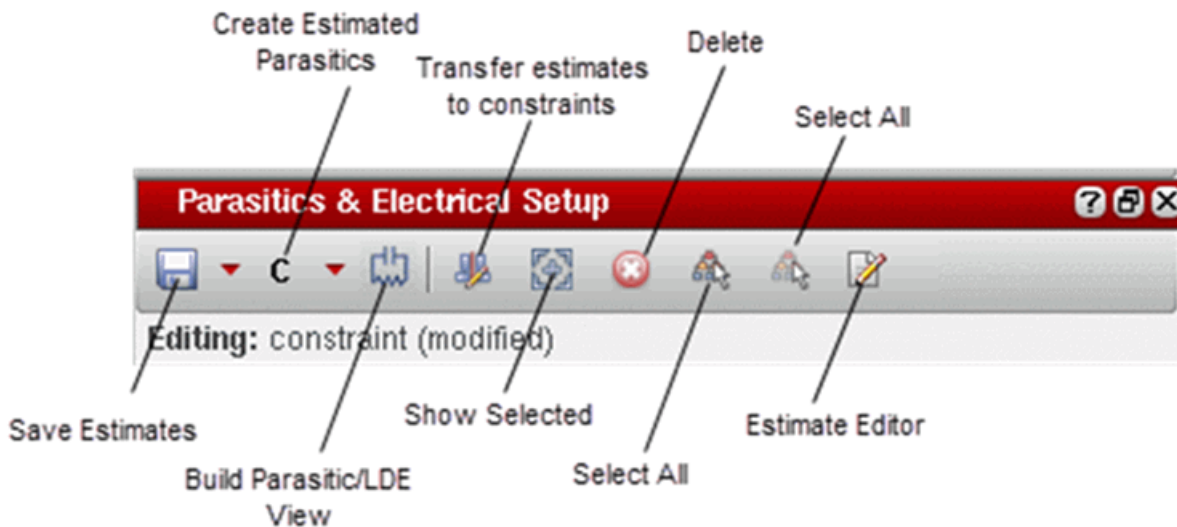 Create Estimated
Parasitics
Transfer estimates
to constraints
Delete
Select All
Parasitics & Electrical Setup
?
C
Editing: constraint (modified)
Save Estimates
Build Parasitic/LDE
View
Show Selected
Select All
Estimate Editor